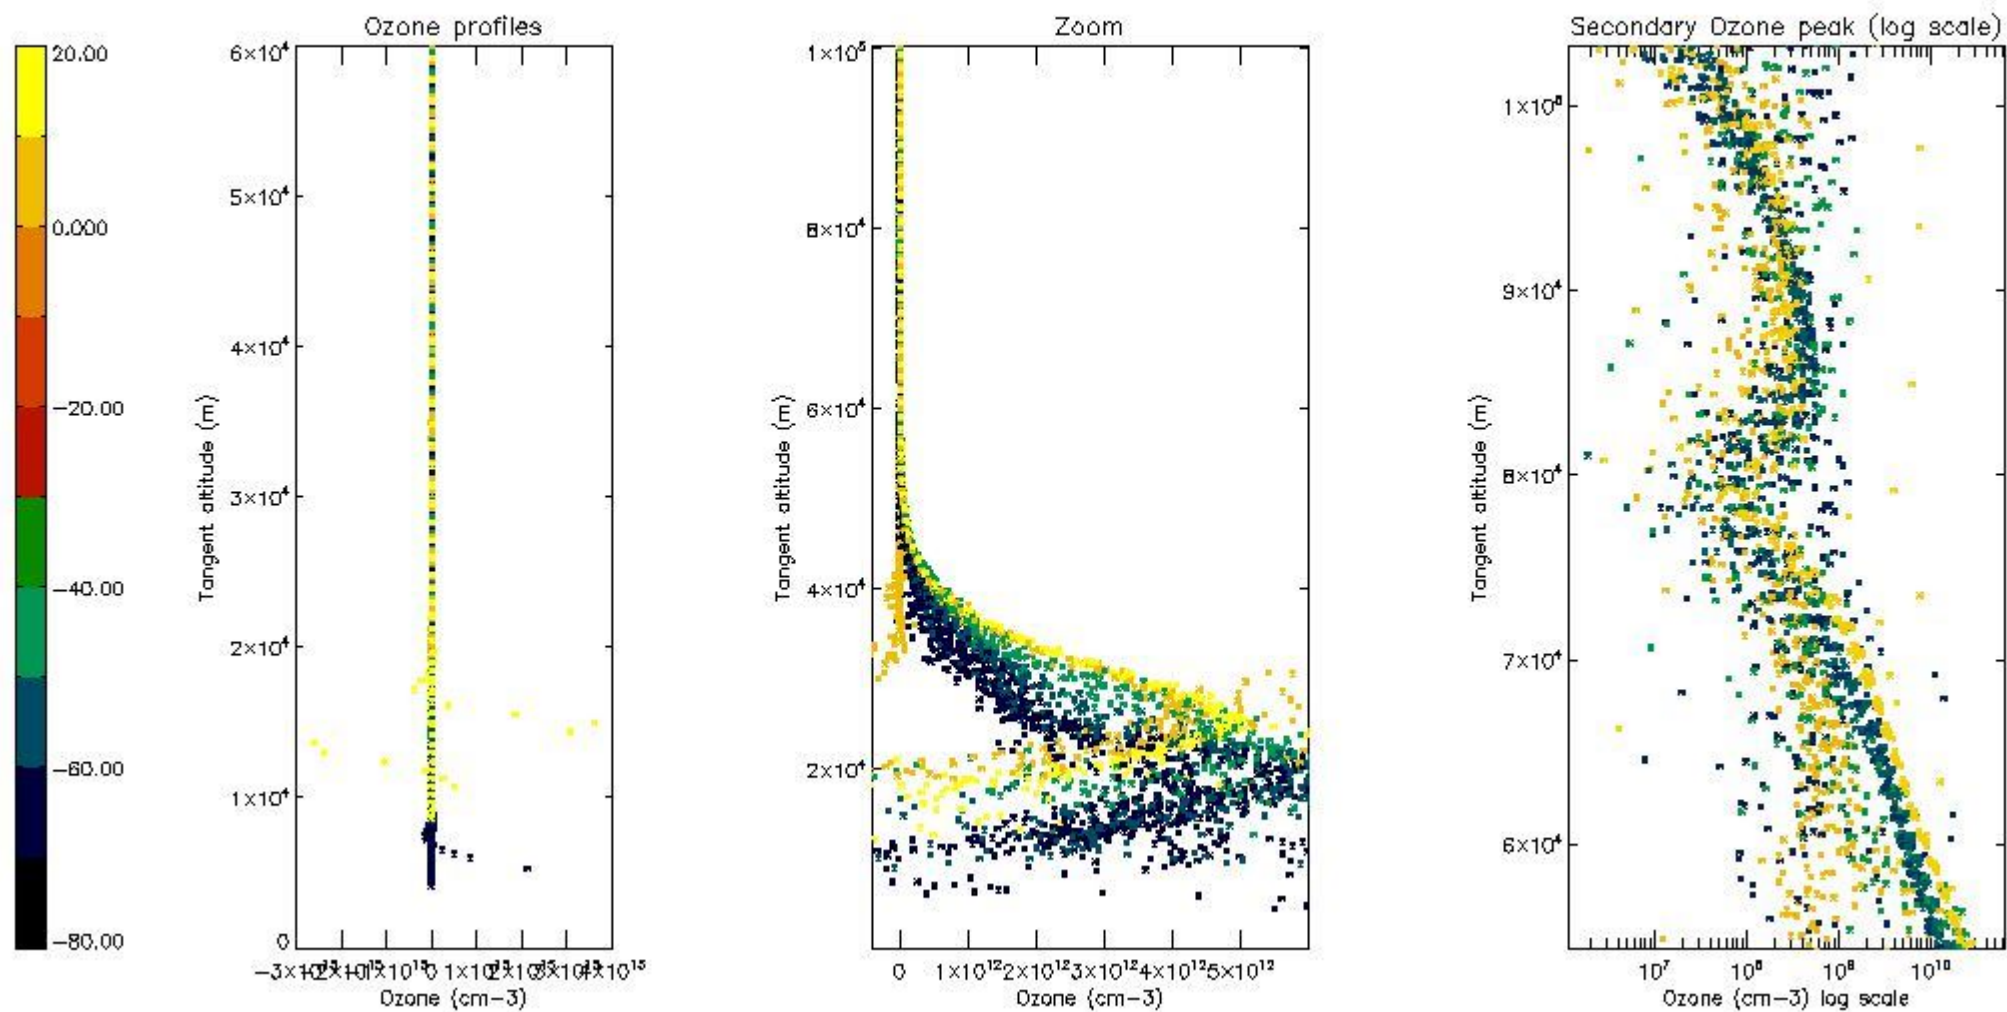 Ozone profiles
Zoom
Secondary Ozone peak (log scale)
20.00
0.000
−20.00
−40.00
−60.00
−80.00
6×10⁴
5×10⁴
4×10⁴
3×10⁴
2×10⁴
1×10⁴
0
Tangent altitude (m)
0
4×10¹⁵
Ozone (cm−3)
1×10⁵
8×10⁴
6×10⁴
4×10⁴
2×10⁴
Tangent altitude (m)
0 1×10¹² 2×10¹² 3×10¹² 4×10¹² 5×10¹²
Ozone (cm−3)
9×10⁴
8×10⁴
7×10⁴
6×10⁴
Tangent altitude (m)
10⁷ 10⁸ 10⁹ 10¹⁰
Ozone (cm−3) log scale